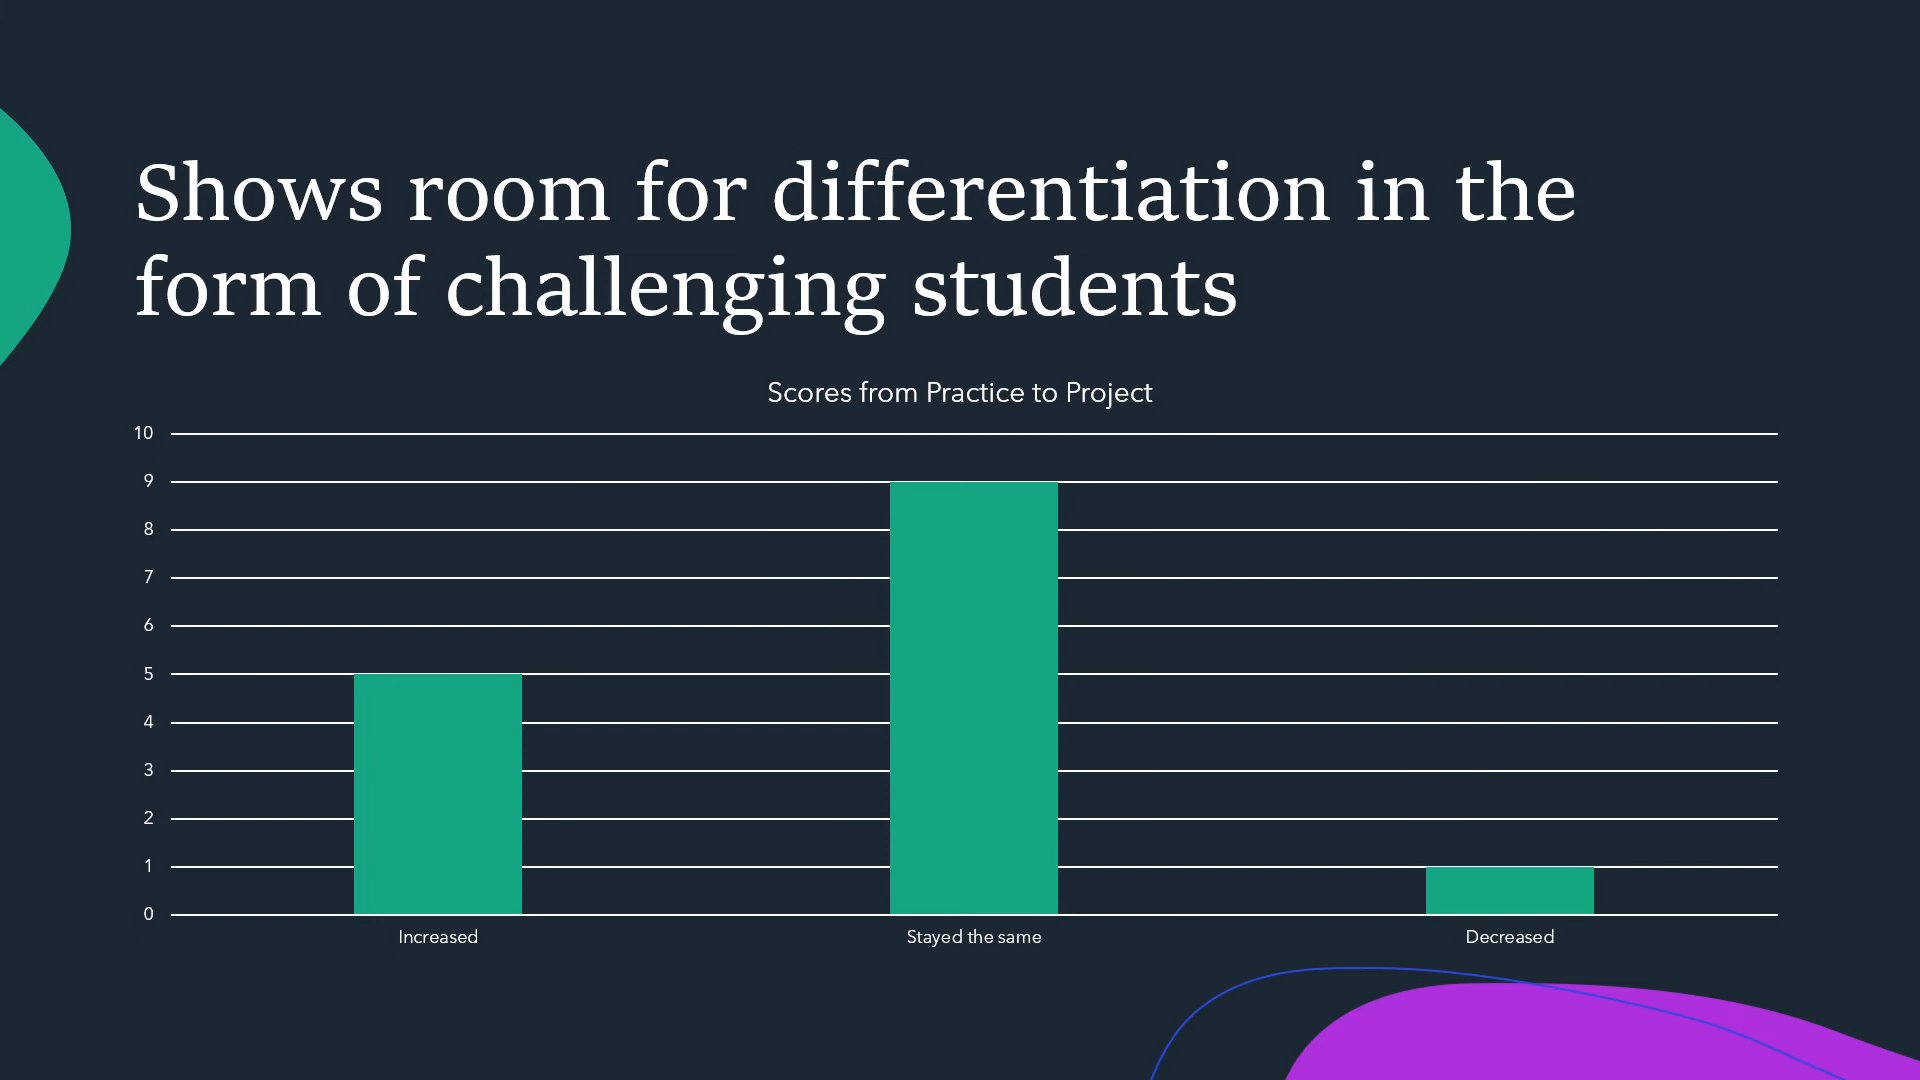 Shows room for differentiation in the
form of challenging students
Scores from Practice to Project
10
9
8
7
6
5
4
3
2
1
0
Increased
Stayed the same
Decreased